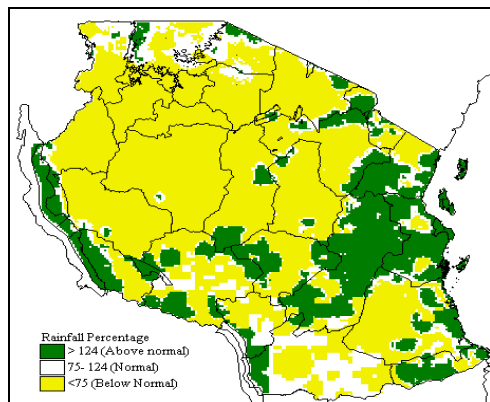 Rainfall Percentage
> 124 (Above normal)
75- 124 (Normal)
<75 (Below Normal)